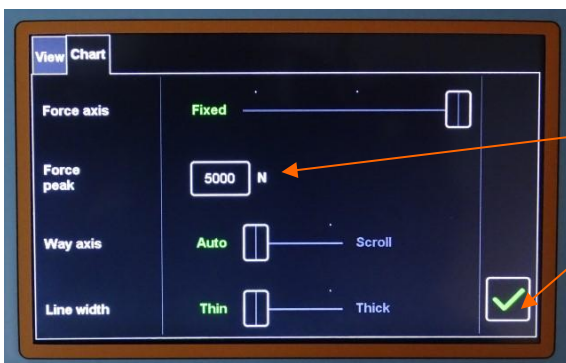 View Chart
Force axis Fixed
Force
peak
5000 N
Way axis Auto Scroll
Line width Thin Thick